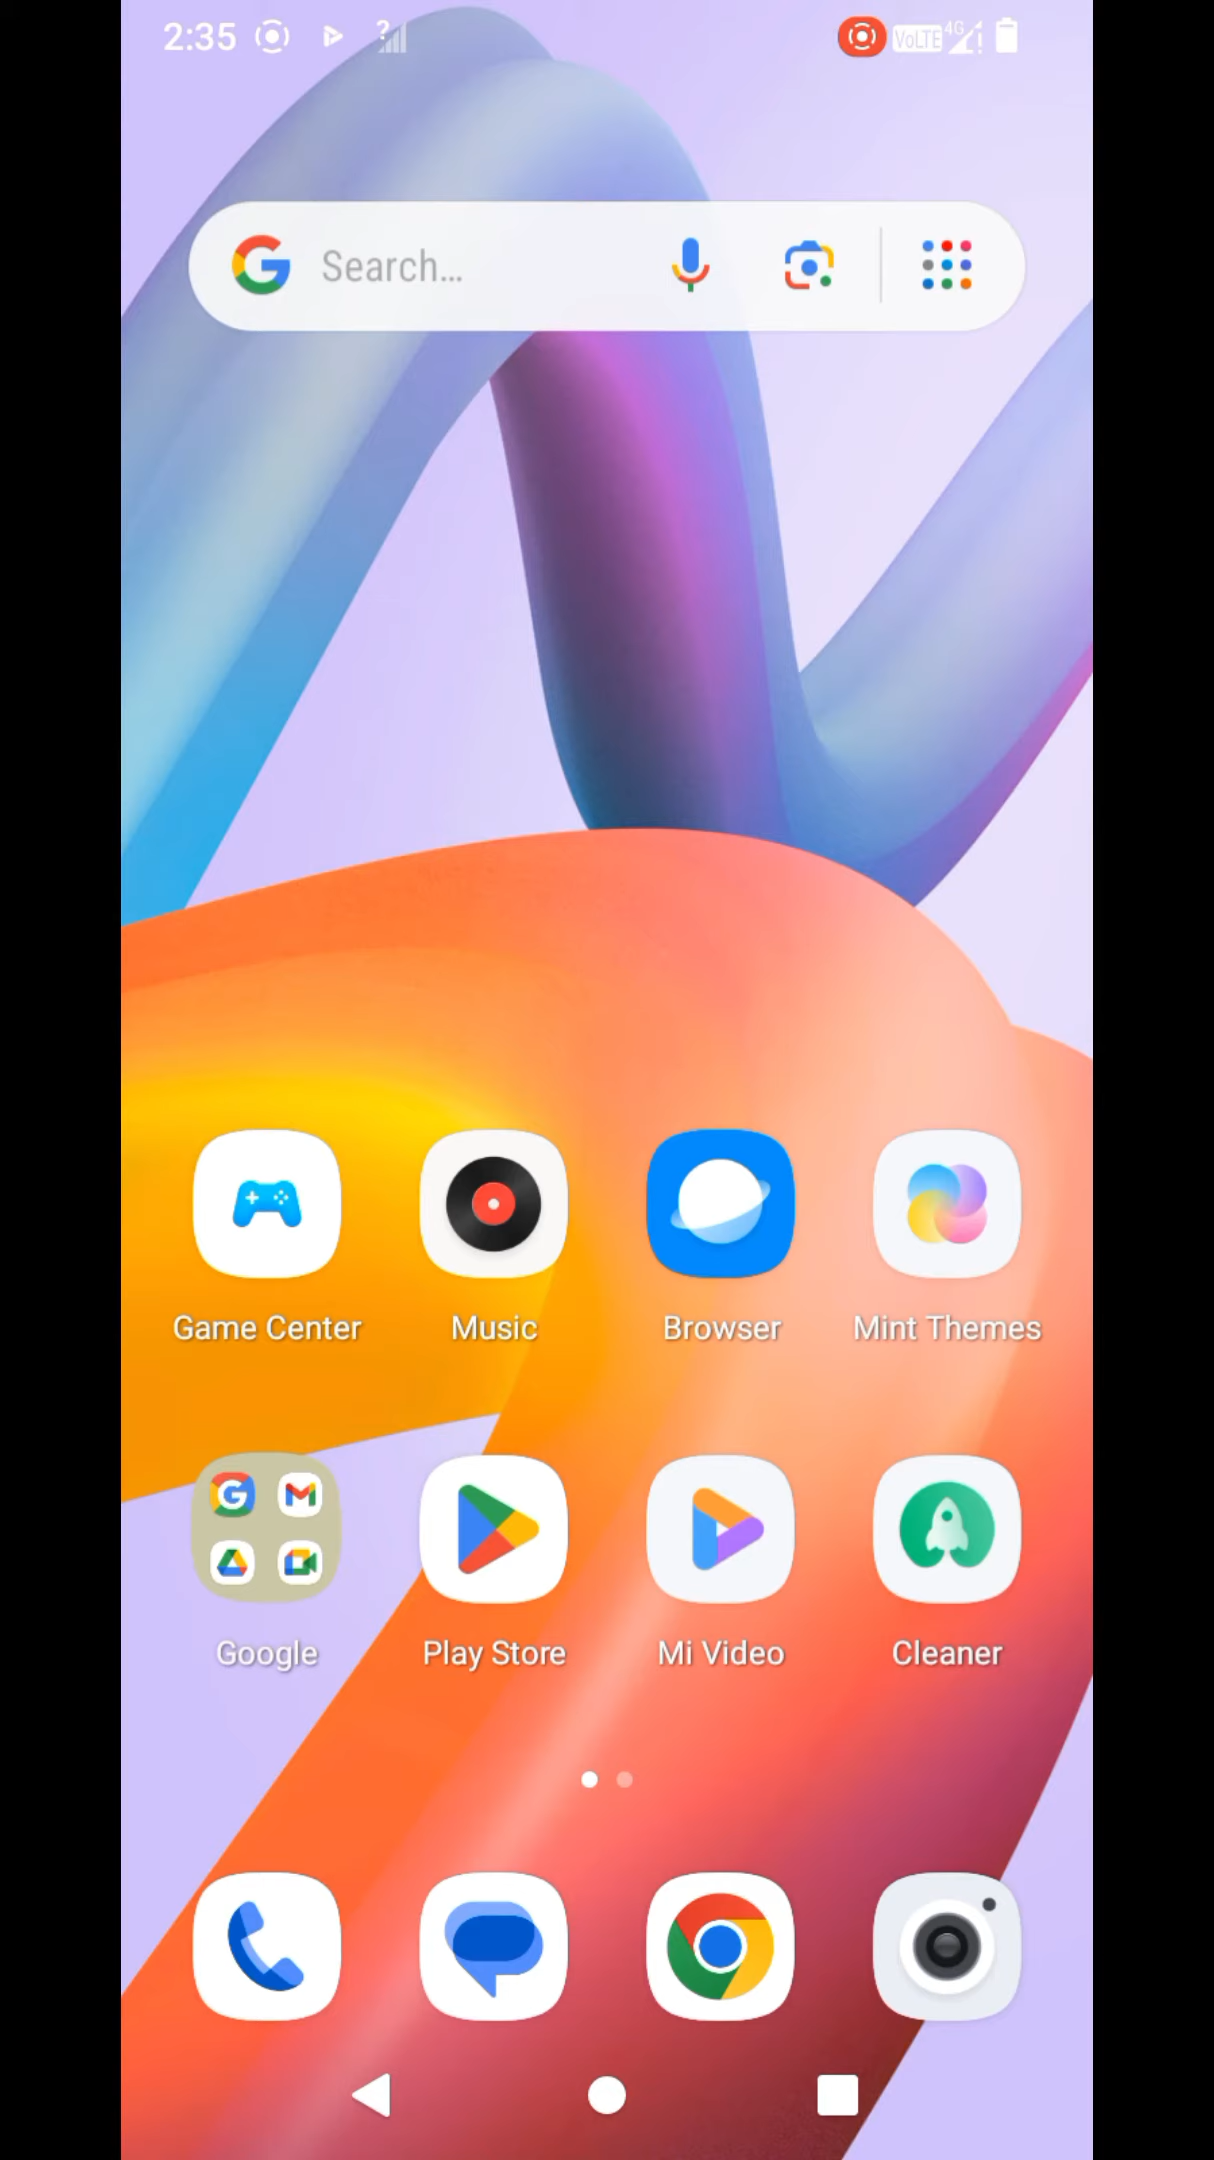 2:35
VoLTE 4G
Search...
Game Center
Music
Browser
Mint Themes
Google
Play Store
Mi Video
Cleaner